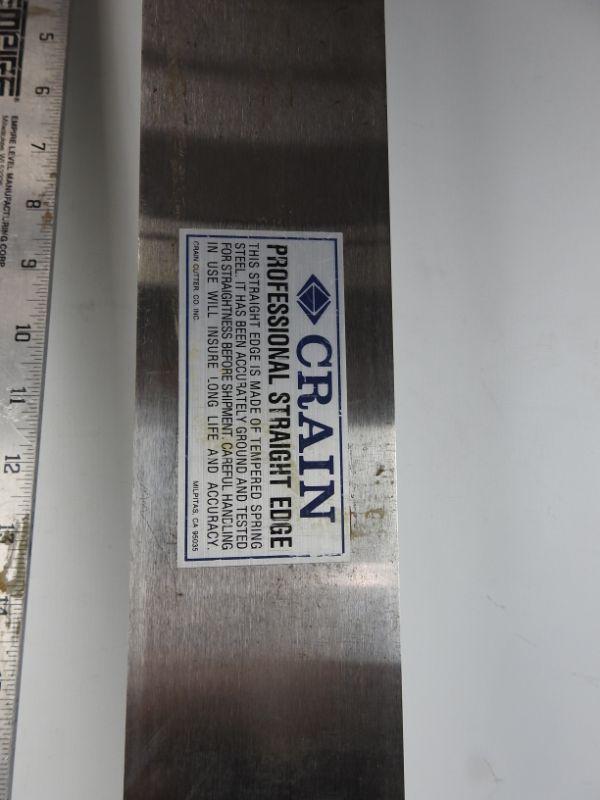 CRAIN
PROFESSIONAL STRAIGHT EDGE
THIS STRAIGHT EDGE IS MADE OF TEMPERED SPRING
STEEL. IT HAS BEEN ACCURATELY GROUND AND TESTED
FOR STRAIGHTNESS BEFORE SHIPMENT. CAREFUL HANDLING
IN USE WILL INSURE LONG LIFE AND ACCURACY.
CRAIN CUTTER CO. INC. MILPITAS, CA 95035
EMPIRE
EMPIRE LEVEL MANUFACTURING CORP.
5 6 7 8 9 10 11 12 13 14